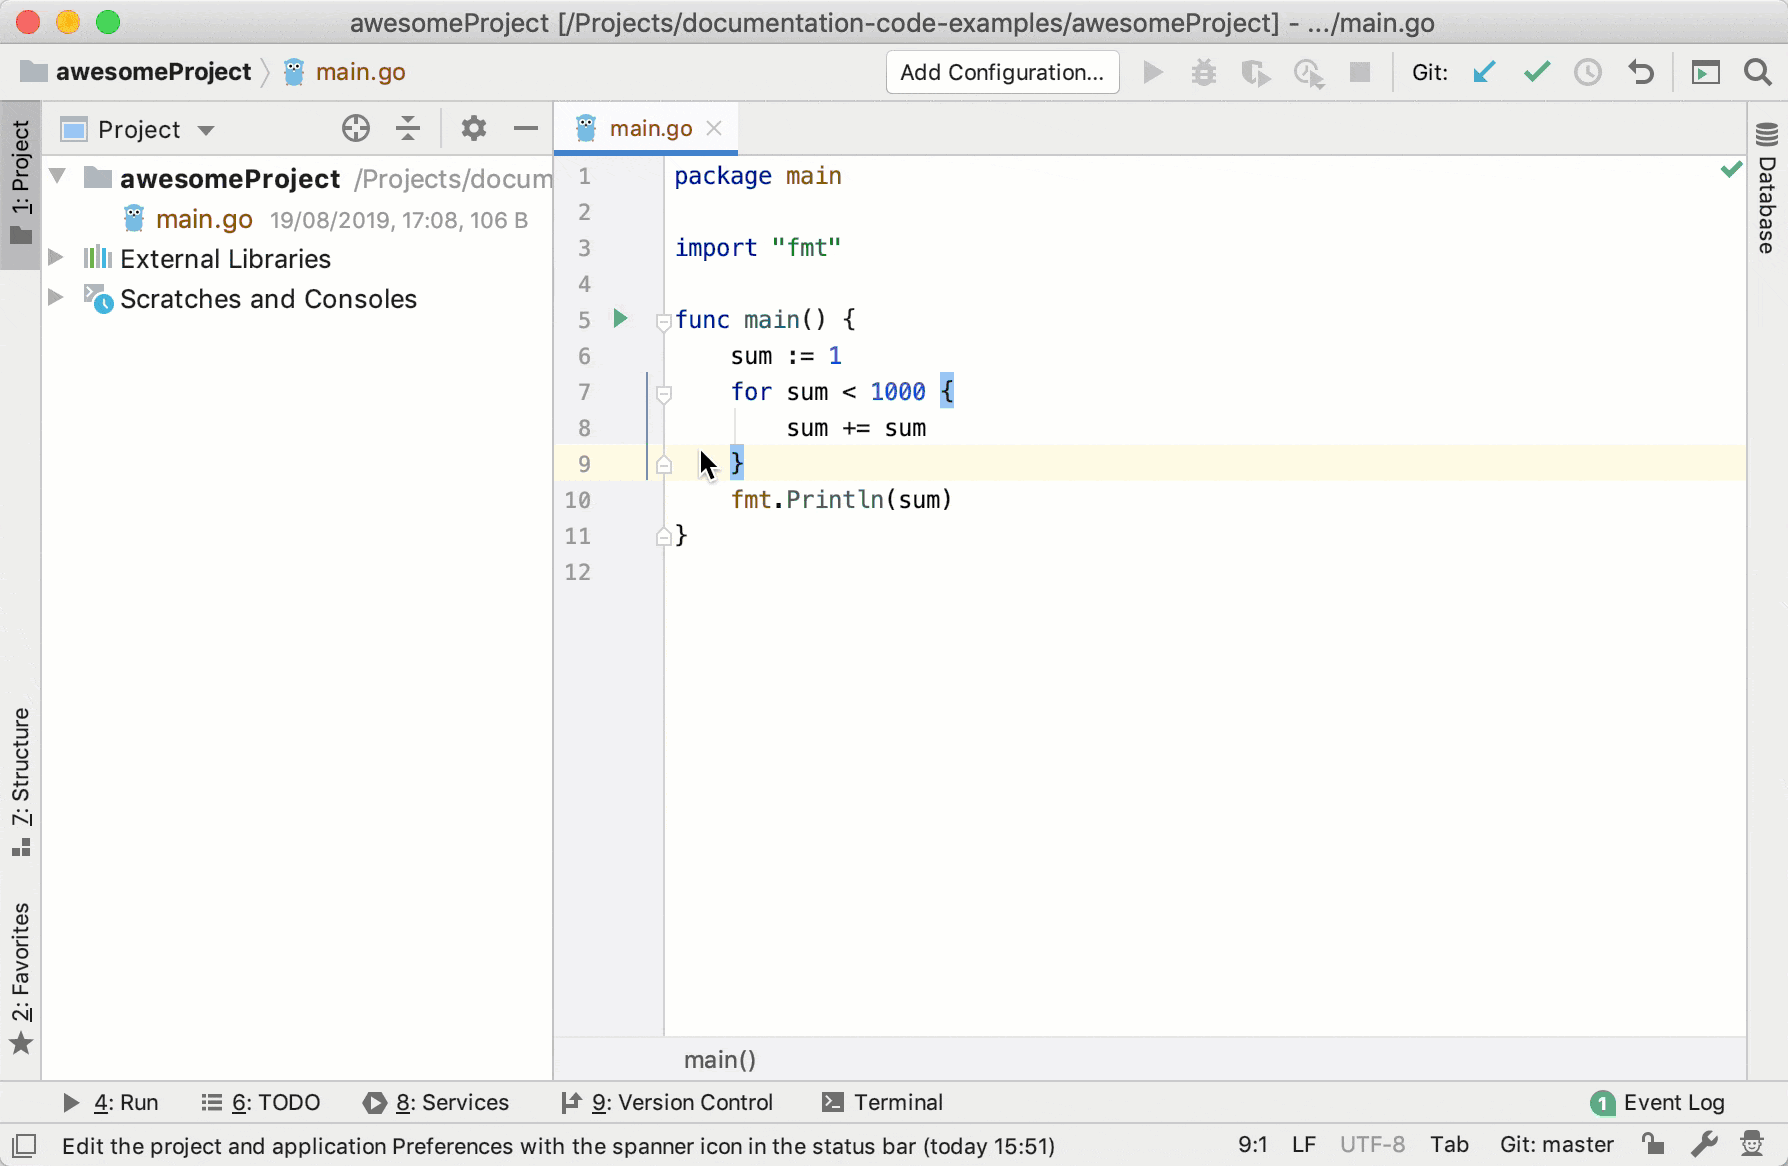 awesomeProject [/Projects/documentation-code-examples/awesomeProject] - .../main.go
awesomeProject main.go Add Configuration... Git:
1: Project
Project
main.go
Database
awesomeProject /Projects/docum
main.go 19/08/2019, 17:08, 106 B
External Libraries
Scratches and Consoles
1 package main
2
3 import "fmt"
4
5 func main() {
6 sum := 1
7 for sum < 1000 {
8 sum += sum
9 }
10 fmt.Println(sum)
11 }
12
7: Structure
2: Favorites
main()
4: Run 6: TODO 8: Services 9: Version Control Terminal 1 Event Log
Edit the project and application Preferences with the spanner icon in the status bar (today 15:51) 9:1 LF UTF-8 Tab Git: master